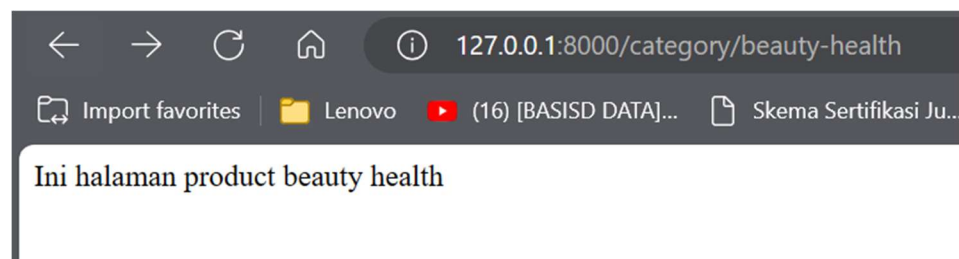 127.0.0.1:8000/category/beauty-health
Import favorites Lenovo (16) [BASISD DATA]... Skema Sertifikasi Ju...
Ini halaman product beauty health